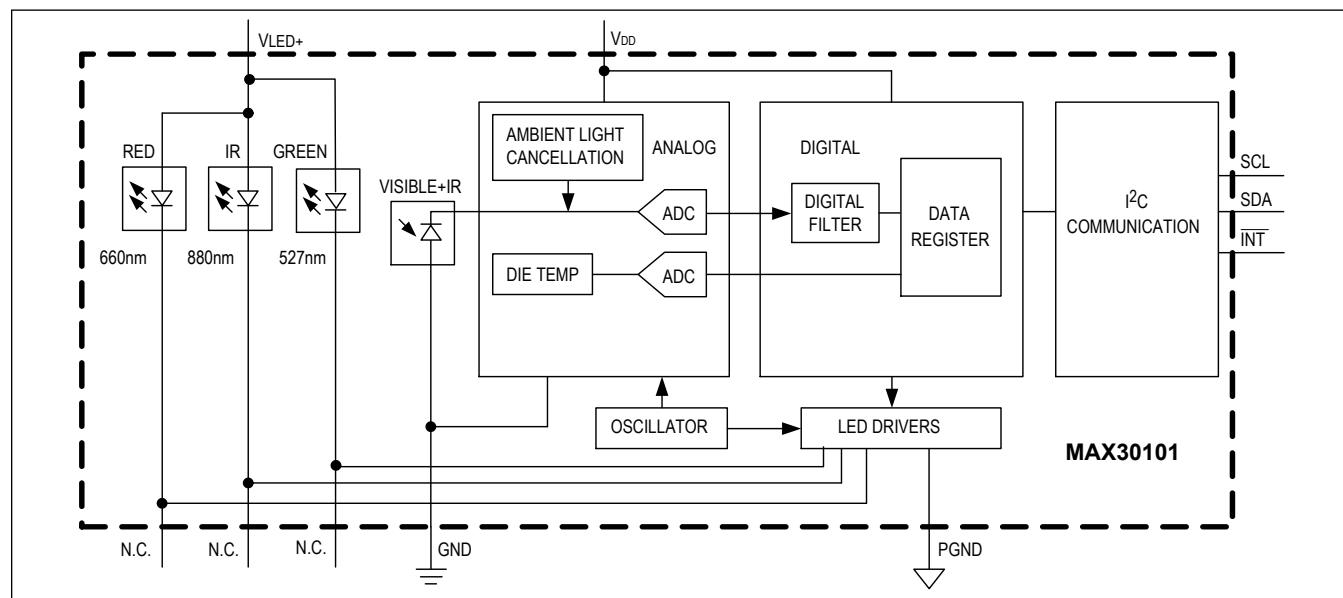 VLED+
VDD
RED
IR
GREEN
660nm
880nm
527nm
VISIBLE+IR
AMBIENT LIGHT
CANCELLATION
ANALOG
ADC
DIE TEMP
ADC
DIGITAL
DIGITAL
FILTER
DATA
REGISTER
I²C
COMMUNICATION
SCL
SDA
INT
OSCILLATOR
LED DRIVERS
MAX30101
N.C.
N.C.
N.C.
GND
PGND